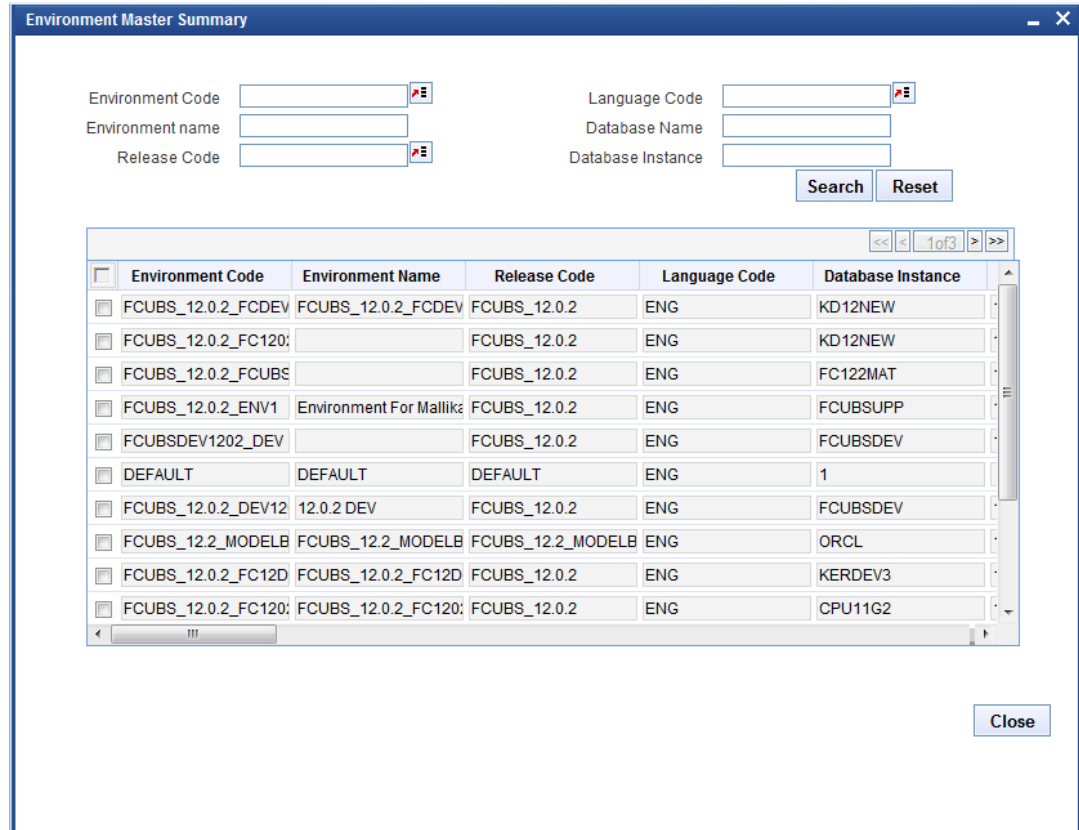 Environment Master Summary
Environment Code Language Code
Environment name Database Name
Release Code Database Instance
Search Reset
<< < 1of3 > >>
Environment Code Environment Name Release Code Language Code Database Instance
FCUBS_12.0.2_FCDEV FCUBS_12.0.2_FCDEV FCUBS_12.0.2 ENG KD12NEW
FCUBS_12.0.2_FC120 FCUBS_12.0.2 ENG KD12NEW
FCUBS_12.0.2_FCUBS FCUBS_12.0.2 ENG FC122MAT
FCUBS_12.0.2_ENV1 Environment For Mallika FCUBS_12.0.2 ENG FCUBSUPP
FCUBSDEV1202_DEV FCUBS_12.0.2 ENG FCUBSDEV
DEFAULT DEFAULT DEFAULT ENG 1
FCUBS_12.0.2_DEV12 12.0.2 DEV FCUBS_12.0.2 ENG FCUBSDEV
FCUBS_12.2_MODELB FCUBS_12.2_MODELB FCUBS_12.2_MODELB ENG ORCL
FCUBS_12.0.2_FC12D FCUBS_12.0.2_FC12D FCUBS_12.0.2 ENG KERDEV3
FCUBS_12.0.2_FC120 FCUBS_12.0.2_FC120 FCUBS_12.0.2 ENG CPU11G2
Close